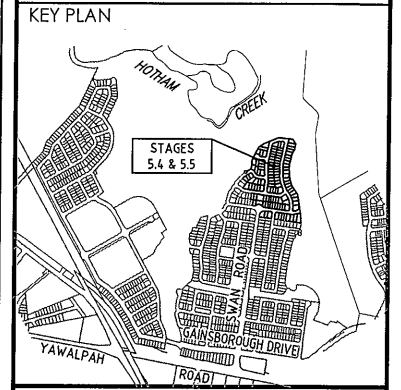 KEY PLAN
HOTHAM
CREEK
STAGES
5.4 & 5.5
SWAN ROAD
GAINSBOROUGH DRIVE
YAWALPAH
ROAD